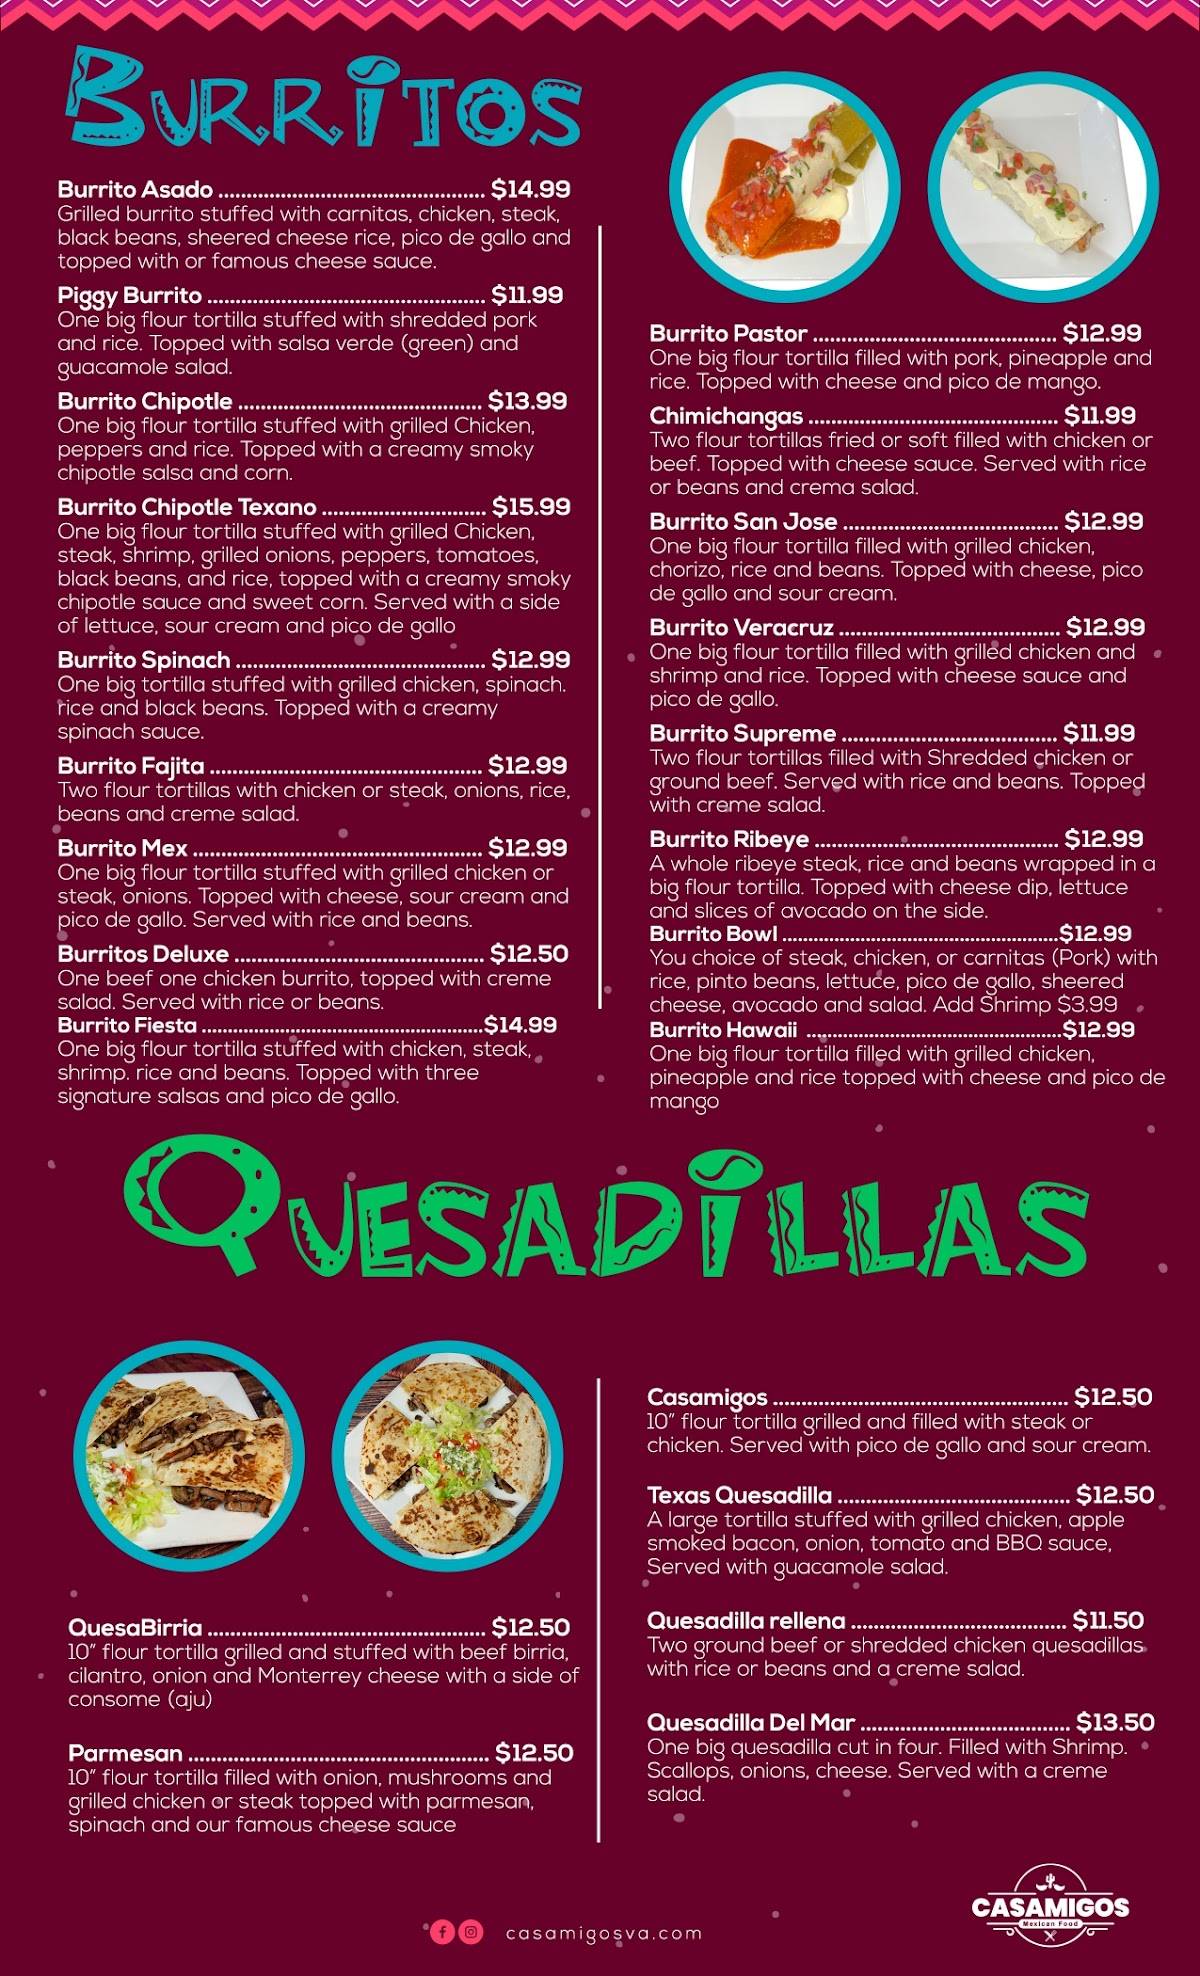 BURRITOS
Burrito Asado ............................................... $14.99
Grilled burrito stuffed with carnitas, chicken, steak,
black beans, sheered cheese rice, pico de gallo and
topped with or famous cheese sauce.
Piggy Burrito ................................................. $11.99
One big flour tortilla stuffed with shredded pork
and rice. Topped with salsa verde (green) and
guacamole salad.
Burrito Chipotle ........................................... $13.99
One big flour tortilla stuffed with grilled Chicken,
peppers and rice. Topped with a creamy smoky
chipotle salsa and corn.
Burrito Chipotle Texano ............................. $15.99
One big flour tortilla stuffed with grilled Chicken,
steak, shrimp, grilled onions, peppers, tomatoes,
black beans, and rice, topped with a creamy smoky
chipotle sauce and sweet corn. Served with a side
of lettuce, sour cream and pico de gallo
Burrito Spinach ............................................ $12.99
One big tortilla stuffed with grilled chicken, spinach.
rice and black beans. Topped with a creamy
spinach sauce.
Burrito Fajita ................................................ $12.99
Two flour tortillas with chicken or steak, onions, rice,
beans and creme salad.
Burrito Mex ................................................... $12.99
One big flour tortilla stuffed with grilled chicken or
steak, onions. Topped with cheese, sour cream and
pico de gallo. Served with rice and beans.
Burritos Deluxe ............................................ $12.50
One beef one chicken burrito, topped with creme
salad. Served with rice or beans.
Burrito Fiesta ..................................................$14.99
One big flour tortilla stuffed with chicken, steak,
shrimp. rice and beans. Topped with three
signature salsas and pico de gallo.
Burrito Pastor ........................................... $12.99
One big flour tortilla filled with pork, pineapple and
rice. Topped with cheese and pico de mango.
Chimichangas ............................................ $11.99
Two flour tortillas fried or soft filled with chicken or
beef. Topped with cheese sauce. Served with rice
or beans and crema salad.
Burrito San Jose ...................................... $12.99
One big flour tortilla filled with grilled chicken,
chorizo, rice and beans. Topped with cheese, pico
de gallo and sour cream.
Burrito Veracruz ....................................... $12.99
One big flour tortilla filled with grilled chicken and
shrimp and rice. Topped with cheese sauce and
pico de gallo.
Burrito Supreme ...................................... $11.99
Two flour tortillas filled with Shredded chicken or
ground beef. Served with rice and beans. Topped
with creme salad.
Burrito Ribeye ........................................... $12.99
A whole ribeye steak, rice and beans wrapped in a
big flour tortilla. Topped with cheese dip, lettuce
and slices of avocado on the side.
Burrito Bowl .................................................$12.99
You choice of steak, chicken, or carnitas (Pork) with
rice, pinto beans, lettuce, pico de gallo, sheered
cheese, avocado and salad. Add Shrimp $3.99
Burrito Hawaii .............................................$12.99
One big flour tortilla filled with grilled chicken,
pineapple and rice topped with cheese and pico de
mango
QUESADILLAS
QuesaBirria ................................................. $12.50
10" flour tortilla grilled and stuffed with beef birria,
cilantro, onion and Monterrey cheese with a side of
consome (aju)
Parmesan ..................................................... $12.50
10" flour tortilla filled with onion, mushrooms and
grilled chicken or steak topped with parmesan,
spinach and our famous cheese sauce
Casamigos .................................................... $12.50
10" flour tortilla grilled and filled with steak or
chicken. Served with pico de gallo and sour cream.
Texas Quesadilla ......................................... $12.50
A large tortilla stuffed with grilled chicken, apple
smoked bacon, onion, tomato and BBQ sauce,
Served with guacamole salad.
Quesadilla rellena ....................................... $11.50
Two ground beef or shredded chicken quesadillas
with rice or beans and a creme salad.
Quesadilla Del Mar ..................................... $13.50
One big quesadilla cut in four. Filled with Shrimp.
Scallops, onions, cheese. Served with a creme
salad.
CASAMIGOS
Mexican Food
casamigosva.com